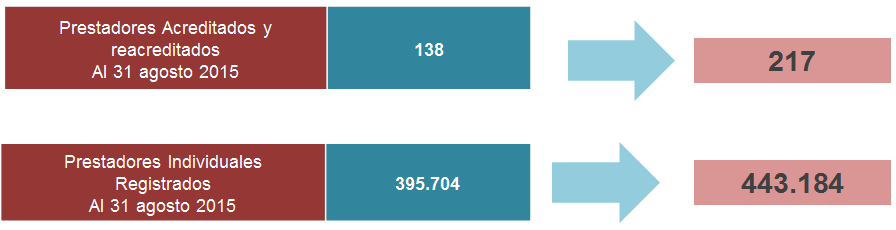 Prestadores Acreditados y
reacreditados
Al 31 agosto 2015
138
217
Prestadores Individuales
Registrados
Al 31 agosto 2015
395.704
443.184